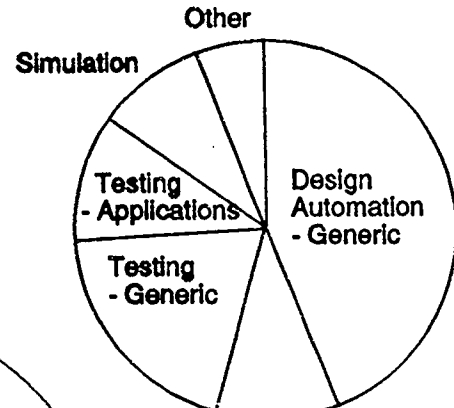 Other
Simulation
Testing
- Applications
Design
Automation
- Generic
Testing
- Generic